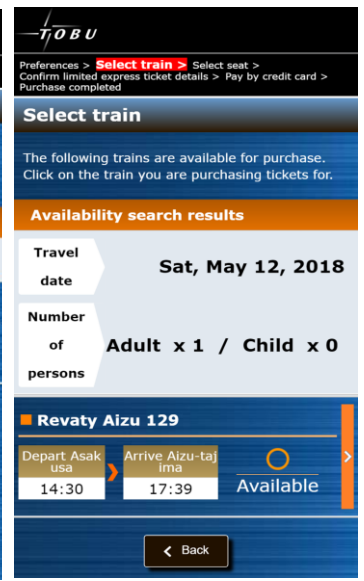 TOBU
Preferences > Select train > Select seat >
Confirm limited express ticket details > Pay by credit card >
Purchase completed
Select train
The following trains are available for purchase.
Click on the train you are purchasing tickets for.
Availability search results
Travel
date
Sat, May 12, 2018
Number
of
persons
Adult x 1 / Child x 0
Revaty Aizu 129
Depart Asak
usa
14:30
Arrive Aizu-taj
ima
17:39
Available
Back